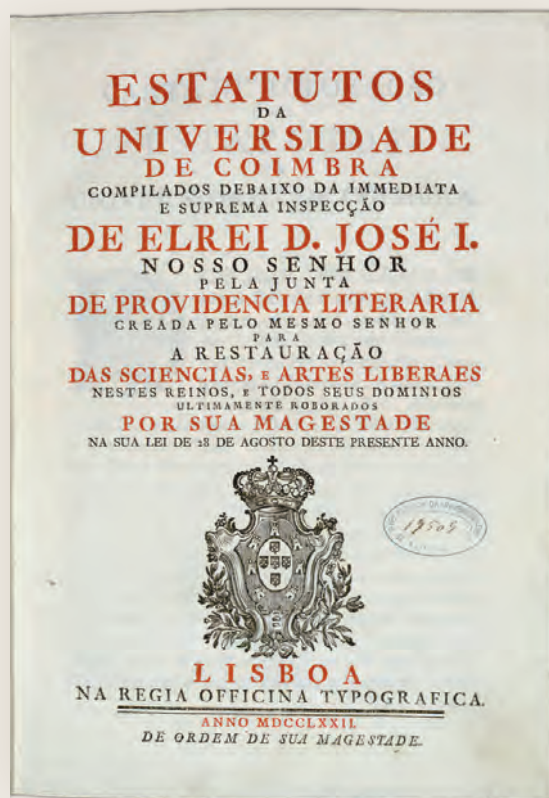 ESTATUTOS
DA
UNIVERSIDADE
DE COIMBRA
COMPILADOS DEBAIXO DA IMMEDIATA
E SUPREMA INSPECÇÃO
DE ELREI D. JOSÉ I.
NOSSO SENHOR
PELA JUNTA
DE PROVIDENCIA LITERARIA
CREADA PELO MESMO SENHOR
PARA
A RESTAURAÇÃO
DAS SCIENCIAS, E ARTES LIBERAES
NESTES REINOS, E TODOS SEUS DOMINIOS
ULTIMAMENTE ROBORADOS
POR SUA MAGESTADE
NA SUA LEI DE 28 DE AGOSTO DESTE PRESENTE ANNO.
LISBOA
NA REGIA OFFICINA TYPOGRAFICA.
ANNO MDCCLXXII.
DE ORDEM DE SUA MAGESTADE.